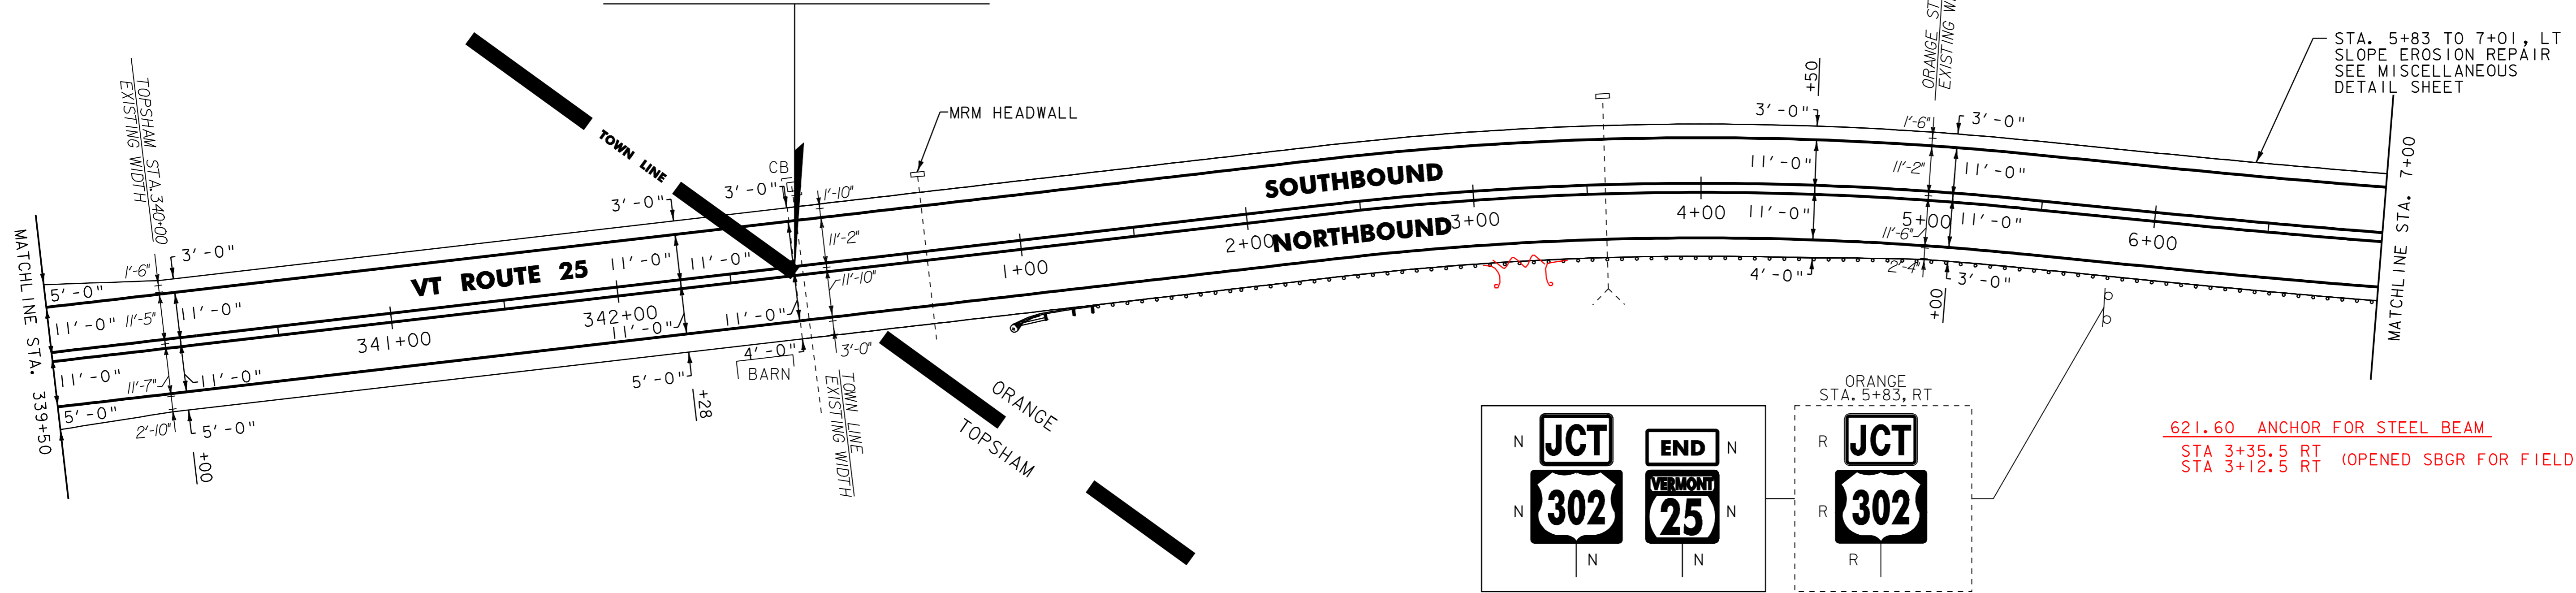 MATCHLINE STA. 339+50
TOPSHAM STA. 340+00
EXISTING WIDTH
1'-6"
3'-0"
5'-0"
11'-0"
11'-5"
11'-0"
11'-0"
11'-7"
11'-0"
5'-0"
2'-10"
5'-0"
+00
341+00
VT ROUTE 25
342+00
3'-0"
11'-0"
11'-0"
5'-0"
+28
TOWN LINE
CB
3'-0"
1'-10"
11'-0"
11'-2"
11'-10"
11'-0"
4'-0"
3'-0"
BARN
TOWN LINE
EXISTING WIDTH
ORANGE
TOPSHAM
MRM HEADWALL
1+00
2+00
SOUTHBOUND
NORTHBOUND
3+00
4+00
+50
3'-0"
11'-0"
11'-0"
4'-0"
ORANGE ST
EXISTING W
1'-6"
3'-0"
11'-2"
11'-0"
5+00
11'-0"
11'-6"
2'-4"
3'-0"
+00
6+00
STA. 5+83 TO 7+01, LT
SLOPE EROSION REPAIR
SEE MISCELLANEOUS
DETAIL SHEET
MATCHLINE STA. 7+00
N JCT END N
N 302 VERMONT 25 N
N N
ORANGE
STA. 5+83, RT
R JCT
R 302
R
621.60 ANCHOR FOR STEEL BEAM
STA 3+35.5 RT
STA 3+12.5 RT (OPENED SBGR FOR FIELD